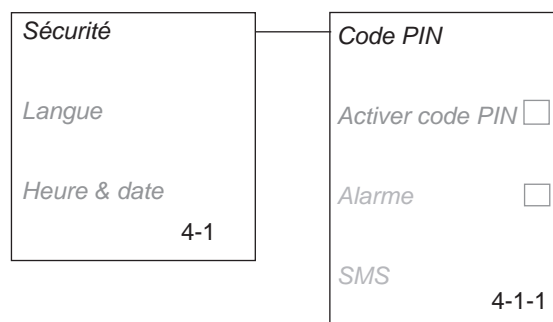 Sécurité
Langue
Heure & date
4-1
Code PIN
Activer code PIN
Alarme
SMS
4-1-1